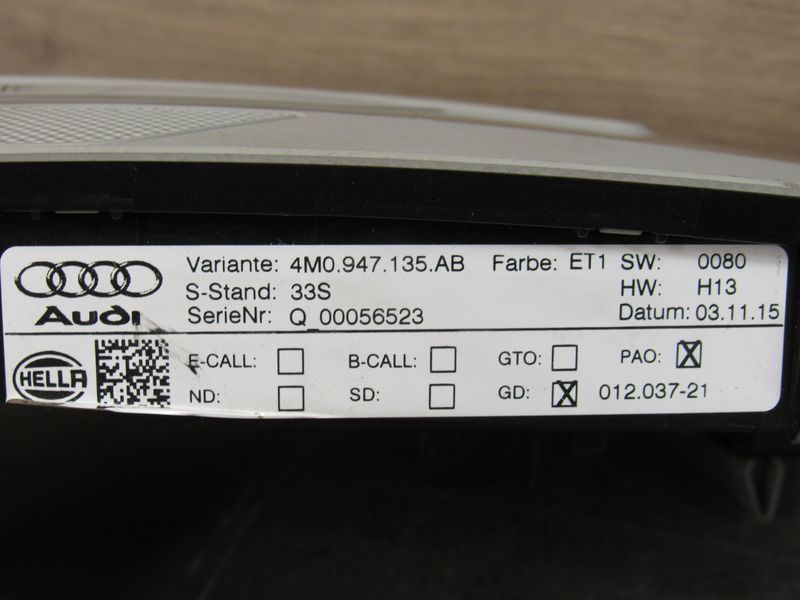 Audi
Variante: 4M0.947.135.AB Farbe: ET1 SW: 0080
S-Stand: 33S HW: H13
SerieNr: Q_00056523 Datum: 03.11.15
HELLA
E-CALL: B-CALL: GTO: PAO: X
ND: SD: GD: X 012.037-21